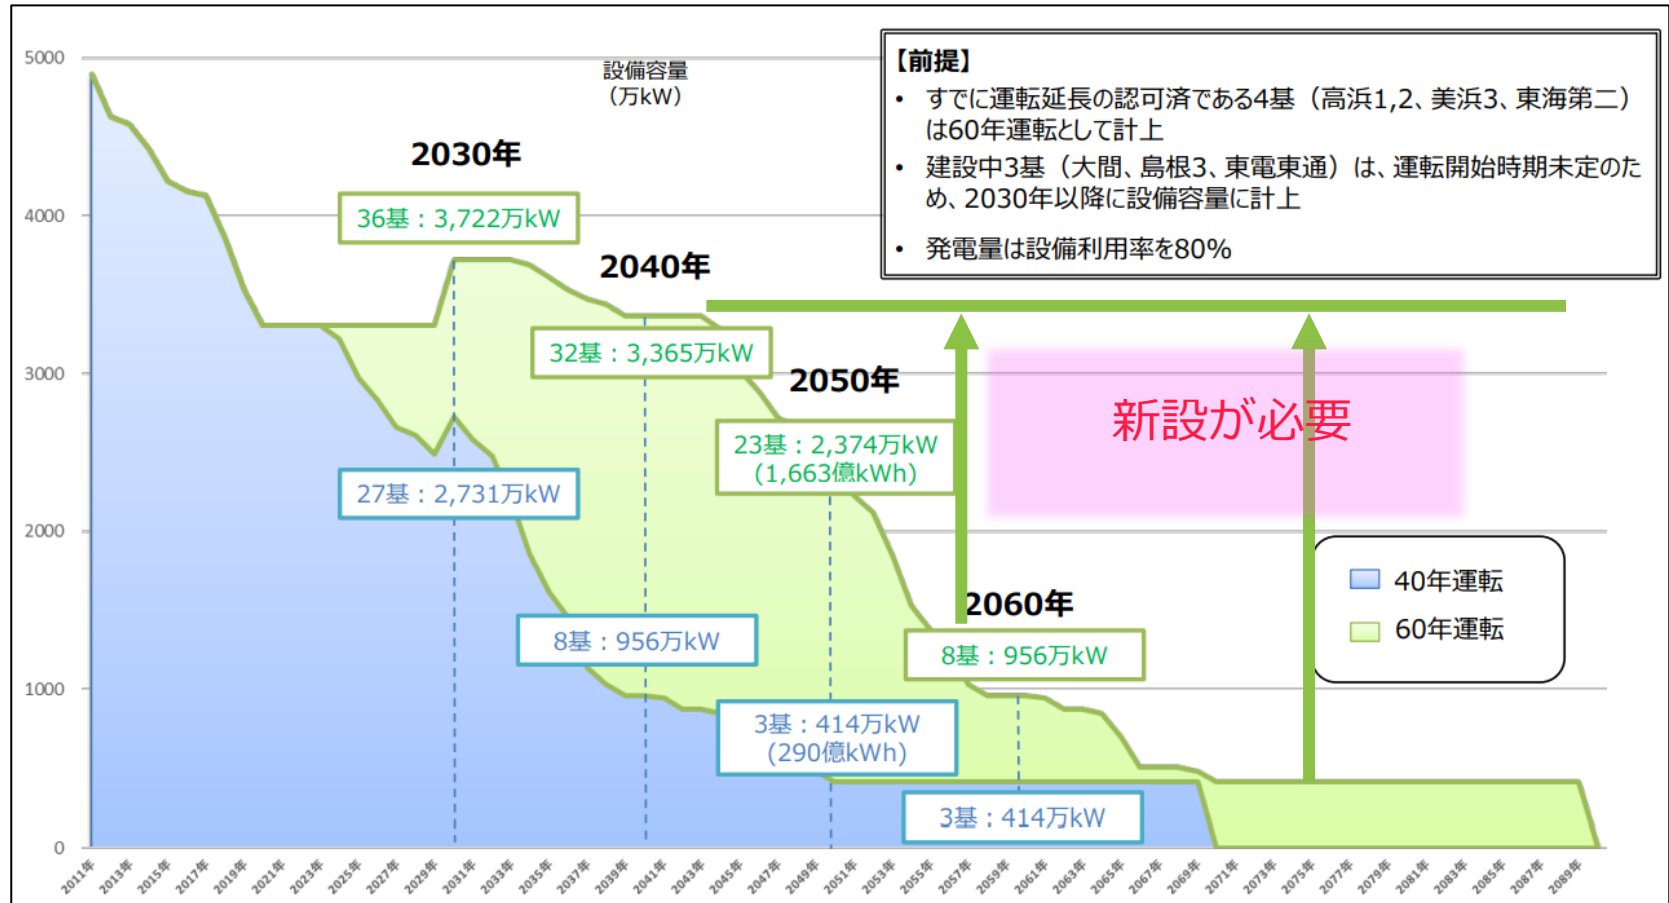 設備容量
（万kW）
【前提】
• すでに運転延長の認可済である4基（高浜1,2、美浜3、東海第二）
は60年運転として計上
• 建設中3基（大間、島根3、東電東通）は、運転開始時期未定のた
め、2030年以降に設備容量に計上
• 発電量は設備利用率を80%
5000
4000
3000
2000
1000
0
2030年
36基：3,722万kW
2040年
32基：3,365万kW
2050年
23基：2,374万kW
(1,663億kWh)
新設が必要
27基：2,731万kW
2060年
8基：956万kW
8基：956万kW
3基：414万kW
(290億kWh)
3基：414万kW
40年運転
60年運転
2011年
2013年
2015年
2017年
2019年
2021年
2023年
2025年
2027年
2029年
2031年
2033年
2035年
2037年
2039年
2041年
2043年
2045年
2047年
2049年
2051年
2053年
2055年
2057年
2059年
2061年
2063年
2065年
2067年
2069年
2071年
2073年
2075年
2077年
2079年
2081年
2083年
2085年
2087年
2089年